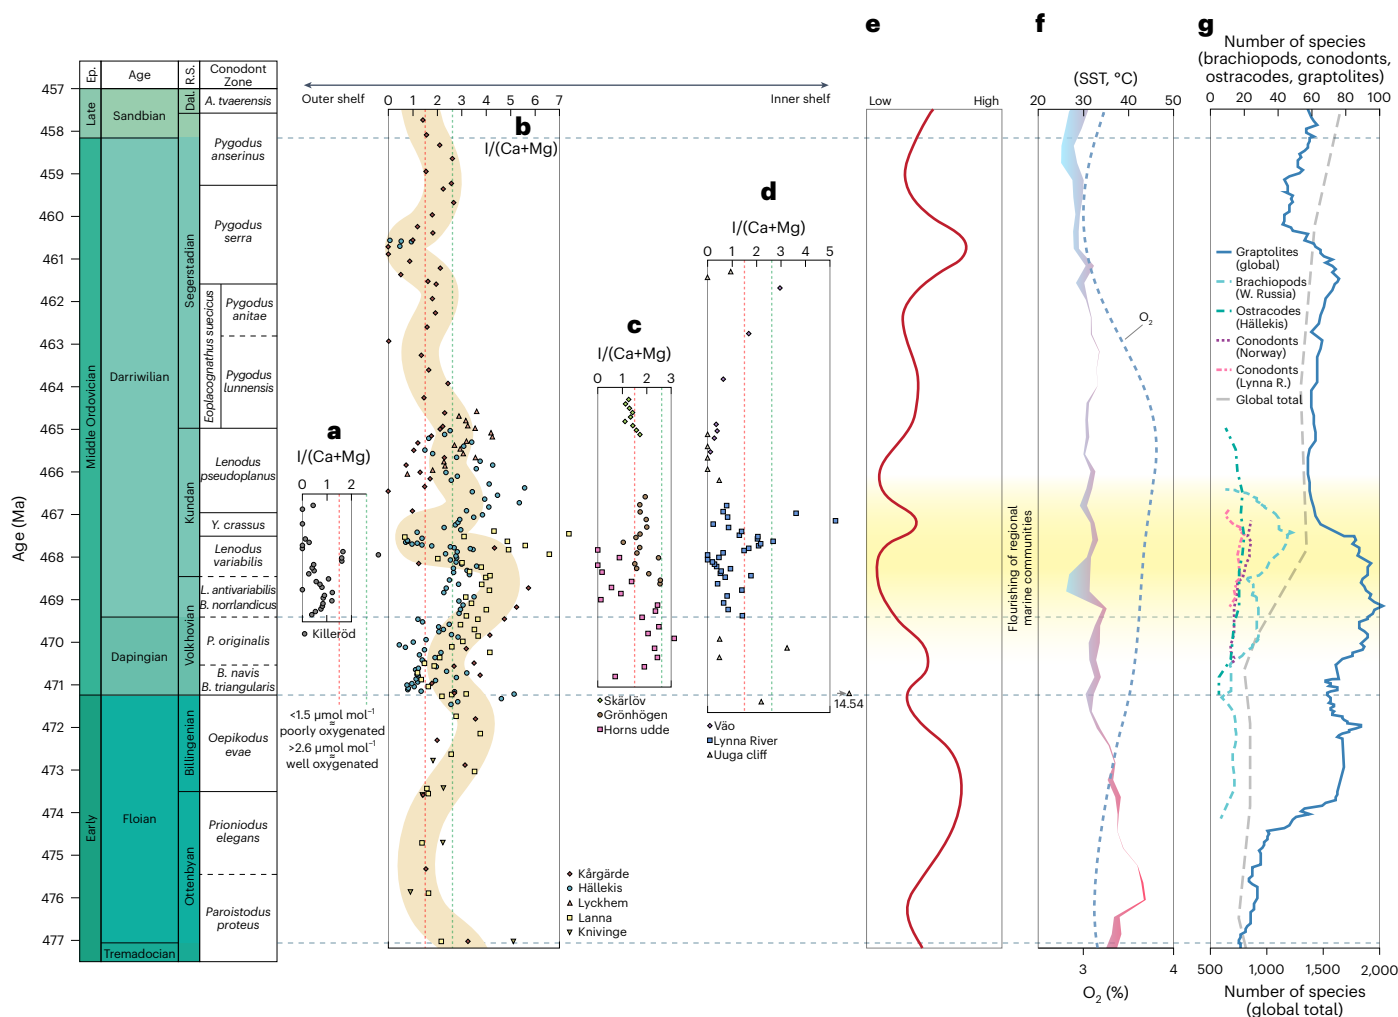 e
f
g
Number of species
(brachiopods, conodonts,
ostracodes, graptolites)
(SST, °C)
Ep.
Age
R.S.
Conodont
Zone
Outer shelf
Inner shelf
Low
High
0 1 2 3 4 5 6 7
20 30 40 50
0 20 40 60 80 100
457
458
459
460
461
462
463
464
465
466
467
468
469
470
471
472
473
474
475
476
477
Age (Ma)
Late
Middle Ordovician
Early
Sandbian
Darriwilian
Dapingian
Floian
Tremadocian
Dal.
Segerstadian
Kundan
Volkhovian
Billingenian
Ottenbyan
A. tvaerensis
Pygodus
anserinus
Pygodus
serra
Eoplacognathus suecicus
Pygodus
anitae
Pygodus
lunnensis
Lenodus
pseudoplanus
Y. crassus
Lenodus
variabilis
L. antivariabilis
B. norrlandicus
P. originalis
B. navis
B. triangularis
Oepikodus
evae
Prioniodus
elegans
Paroistodus
proteus
a
I/(Ca+Mg)
0 1 2
Killeröd
<1.5 µmol mol⁻¹
≈
poorly oxygenated
>2.6 µmol mol⁻¹
≈
well oxygenated
b
I/(Ca+Mg)
Kårgärde
Hällekis
Lyckhem
Lanna
Knivinge
c
I/(Ca+Mg)
0 1 2 3
Skärlöv
Grönhögen
Horns udde
d
I/(Ca+Mg)
0 1 2 3 4 5
14.54
Väo
Lynna River
Uuga cliff
Flourishing of regional
marine communities
O₂
Graptolites
(global)
Brachiopods
(W. Russia)
Ostracodes
(Hällekis)
Conodonts
(Norway)
Conodonts
(Lynna R.)
Global total
3 4
O₂ (%)
500 1,000 1,500 2,000
Number of species
(global total)